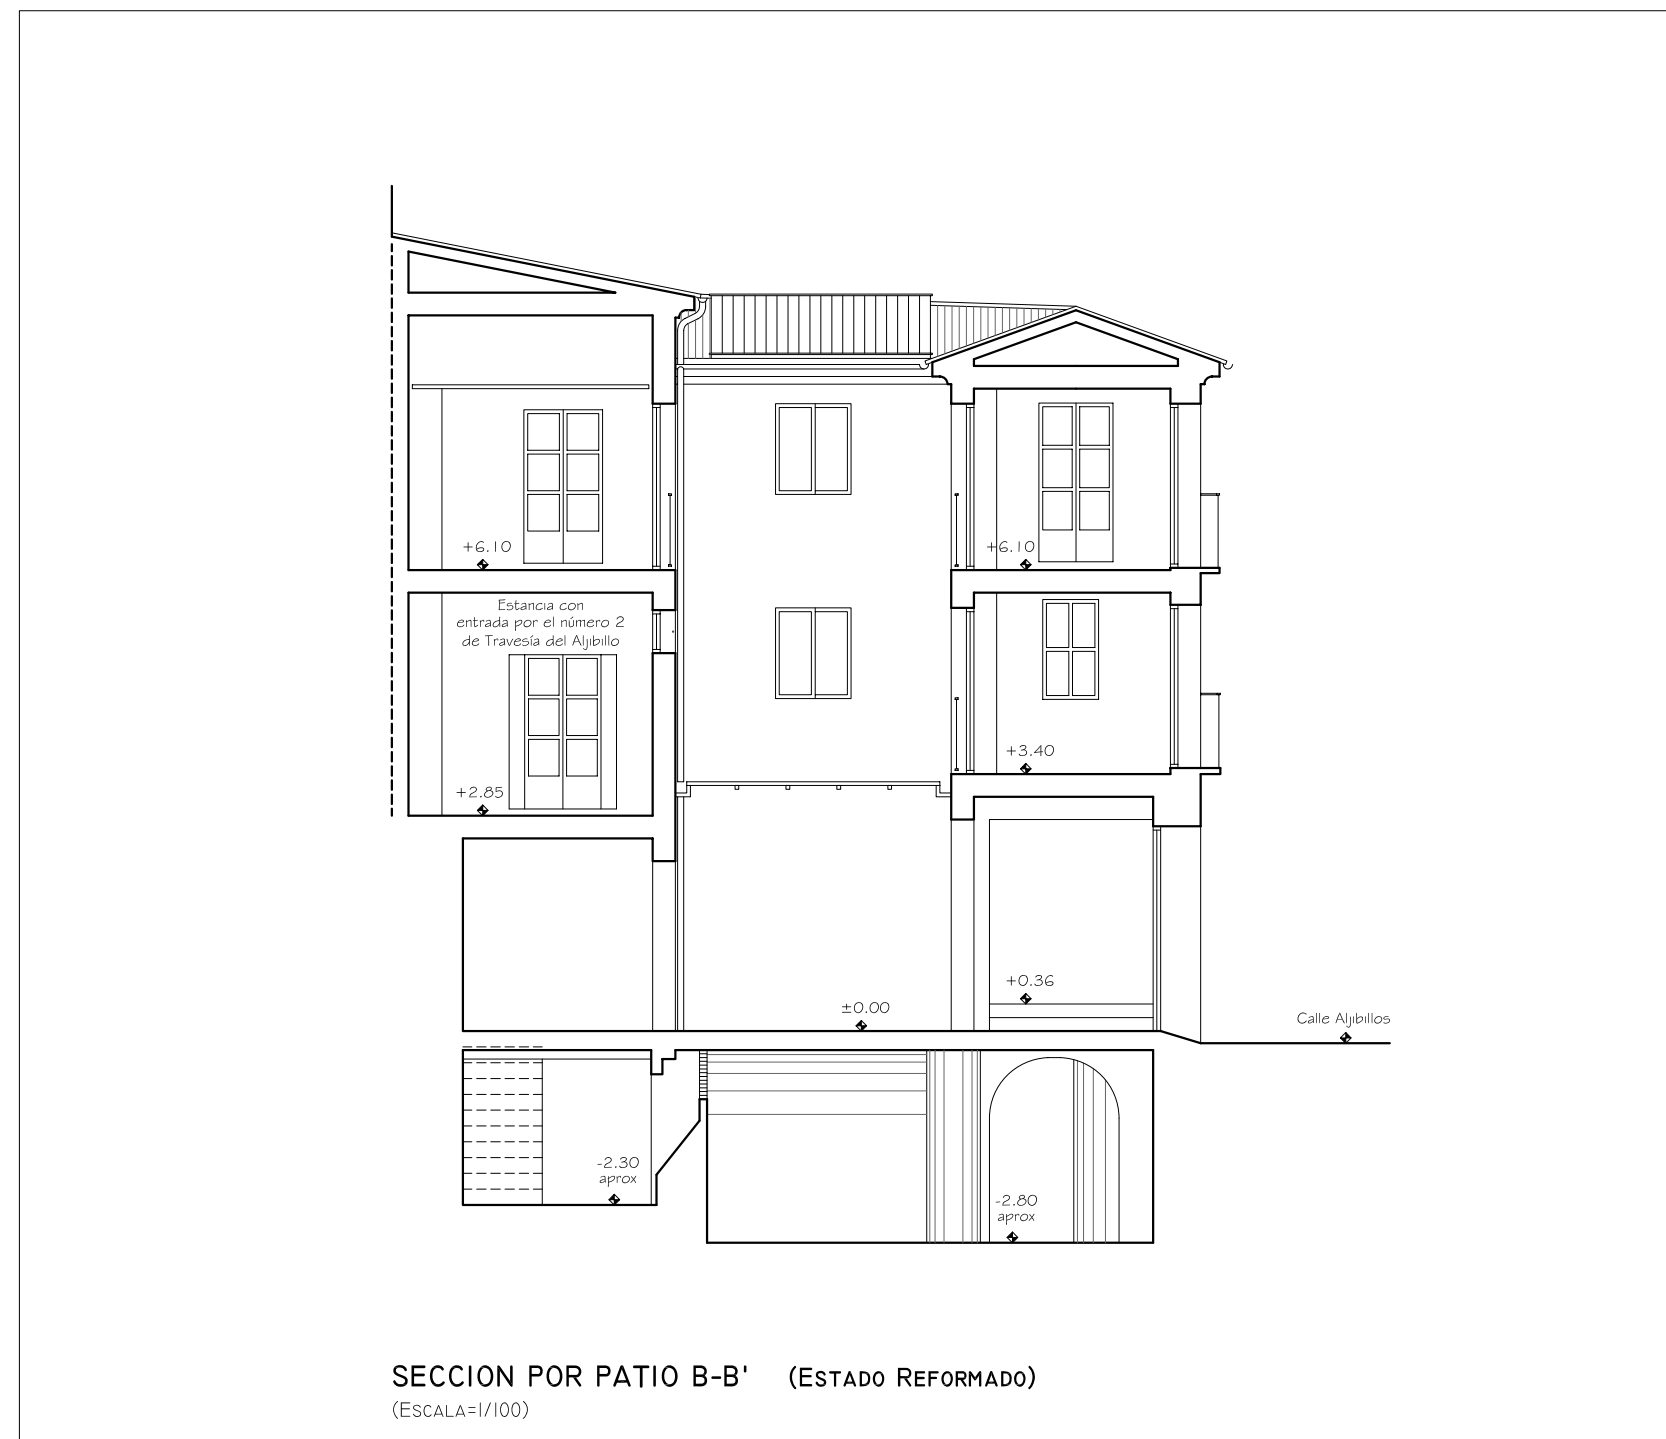 +6.10
+6.10
Estancia con
entrada por el número 2
de Travesía del Aljibillo
+3.40
+2.85
+0.36
±0.00
Calle Aljibillos
-2.30
aprox
-2.80
aprox
SECCION POR PATIO B-B' (ESTADO REFORMADO)
(ESCALA=1/100)